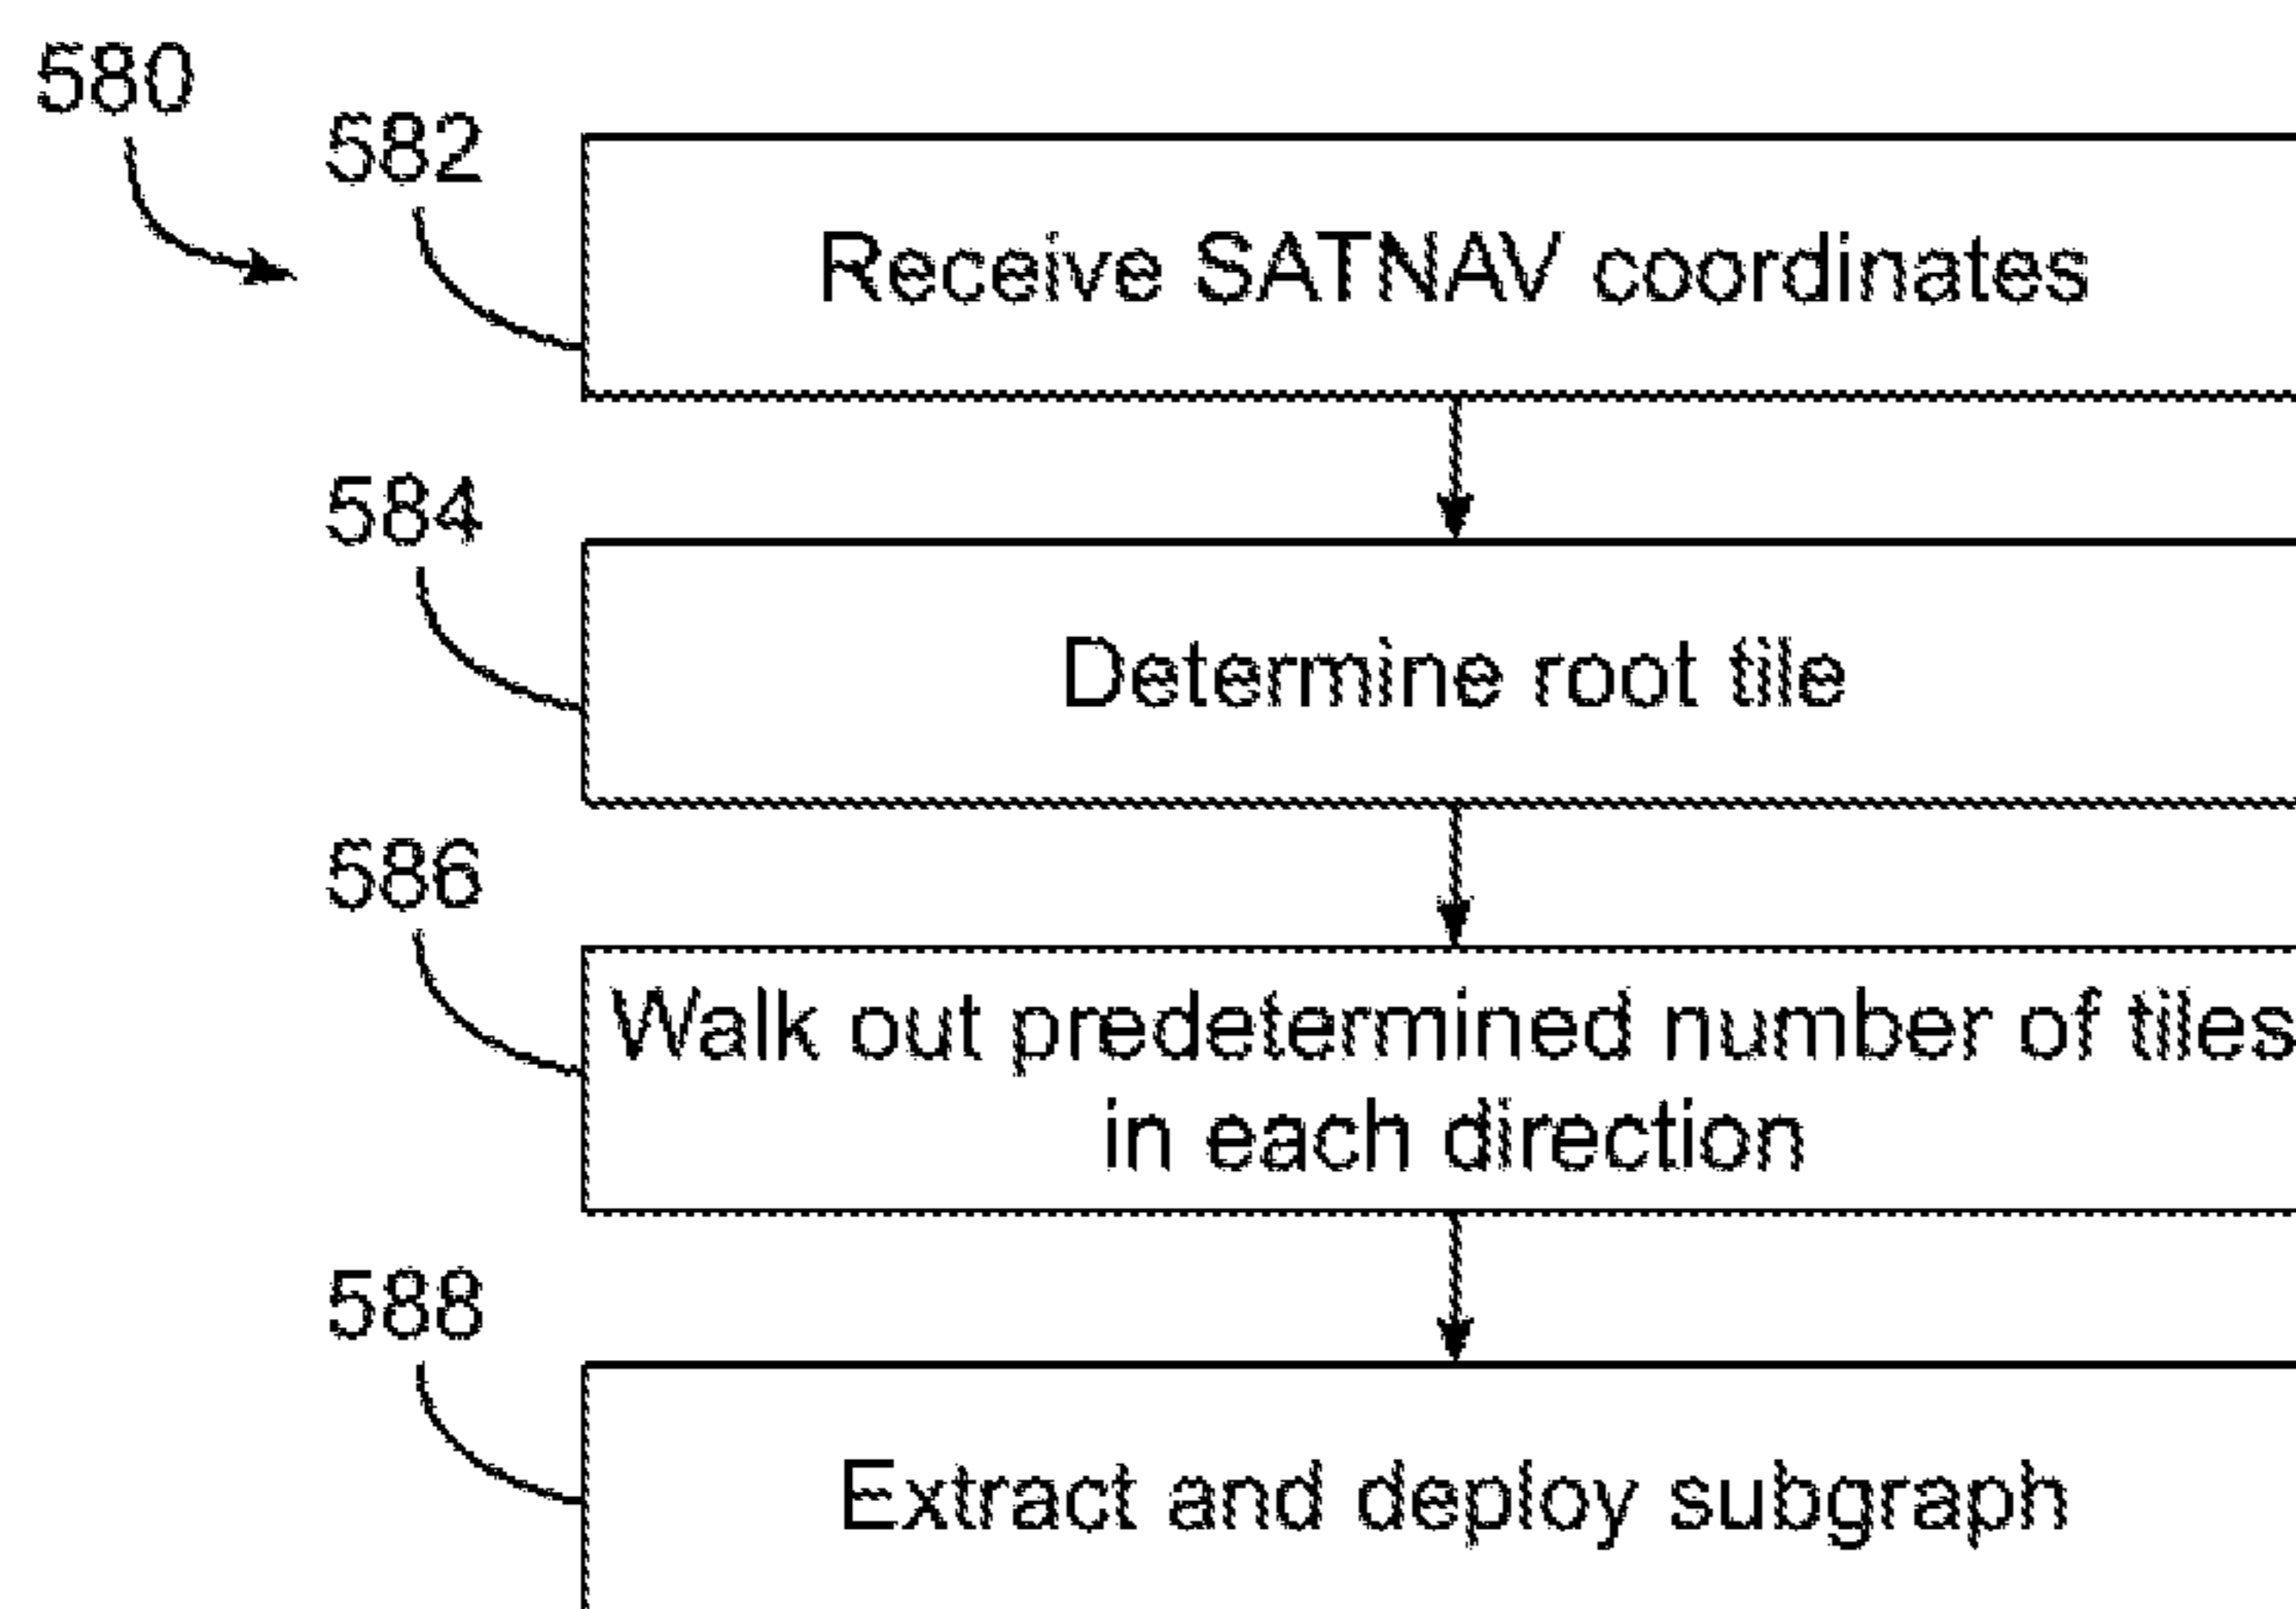 580
582
Receive SATNAV coordinates
584
Determine root tile
586
Walk out predetermined number of tiles
in each direction
588
Extract and deploy subgraph